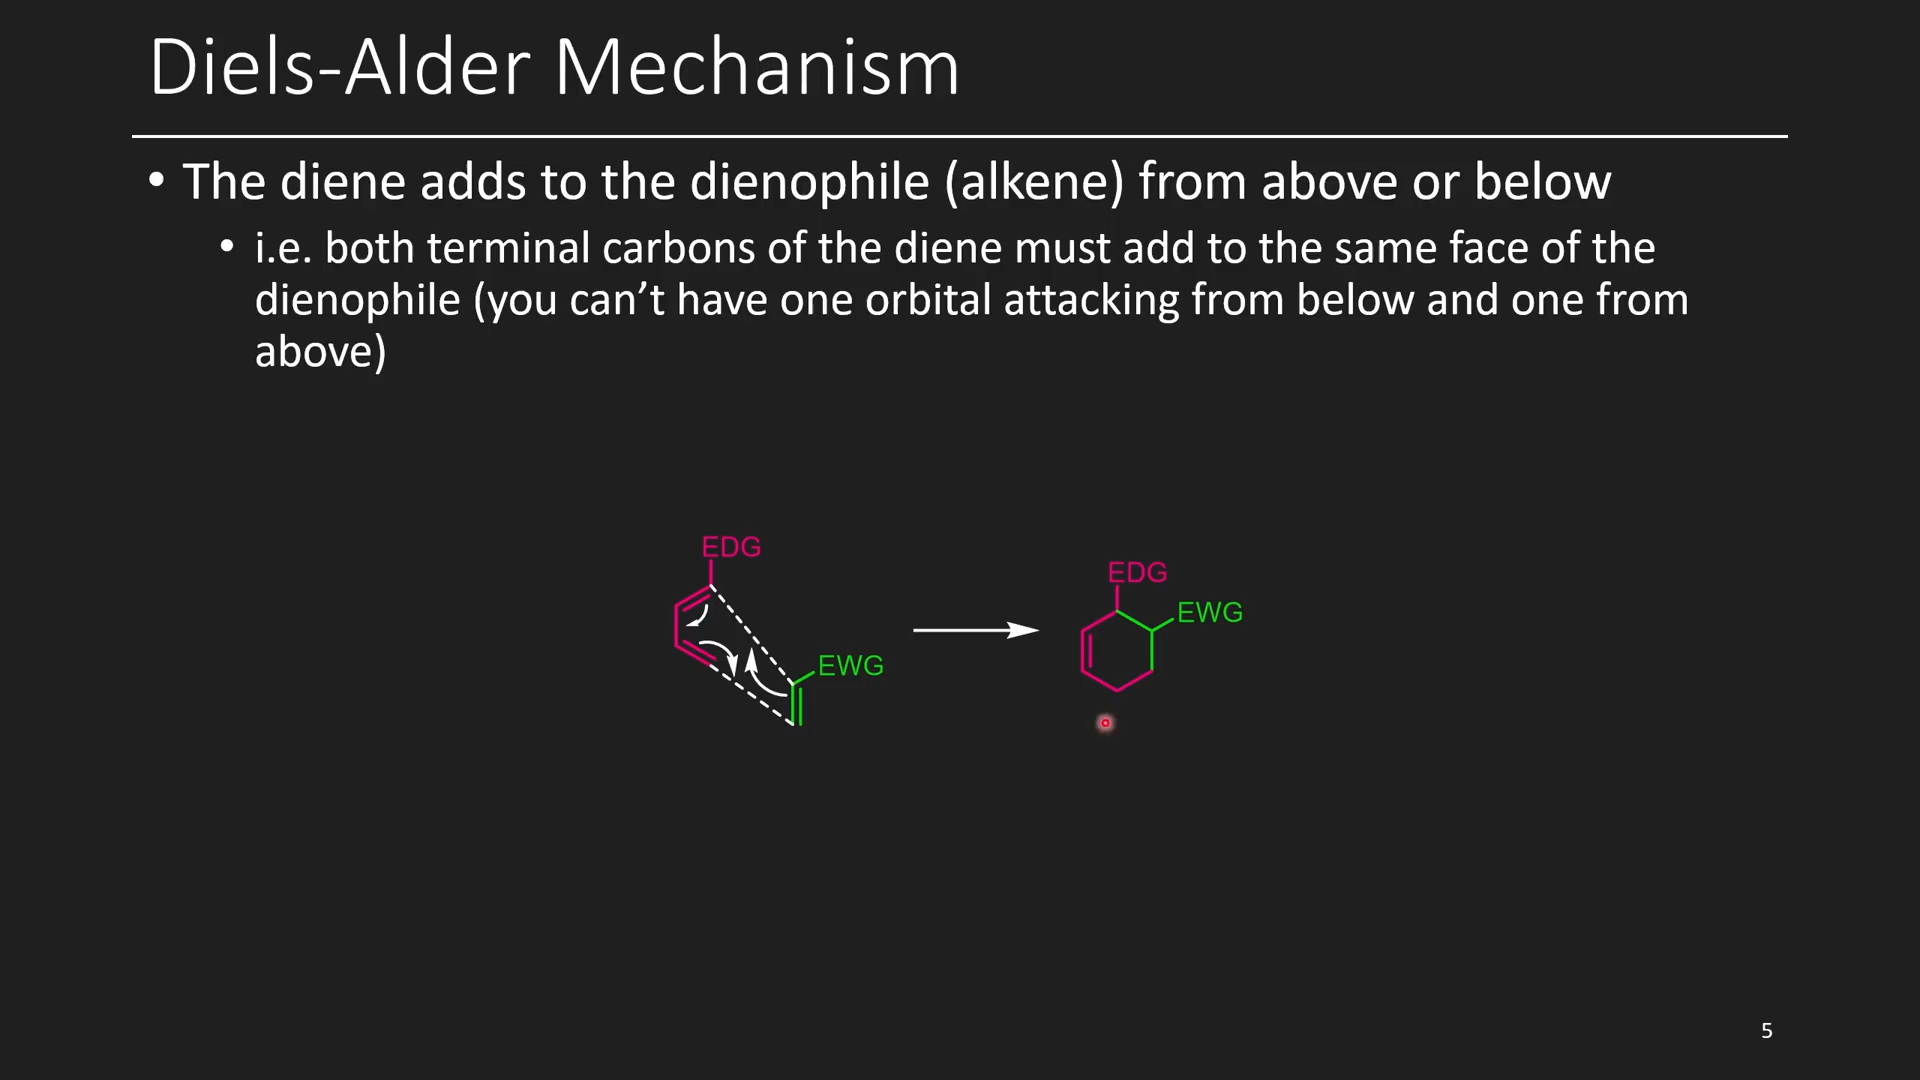 Diels-Alder Mechanism
• The diene adds to the dienophile (alkene) from above or below
• i.e. both terminal carbons of the diene must add to the same face of the
dienophile (you can’t have one orbital attacking from below and one from
above)
EDG
EWG
EDG
EWG
5